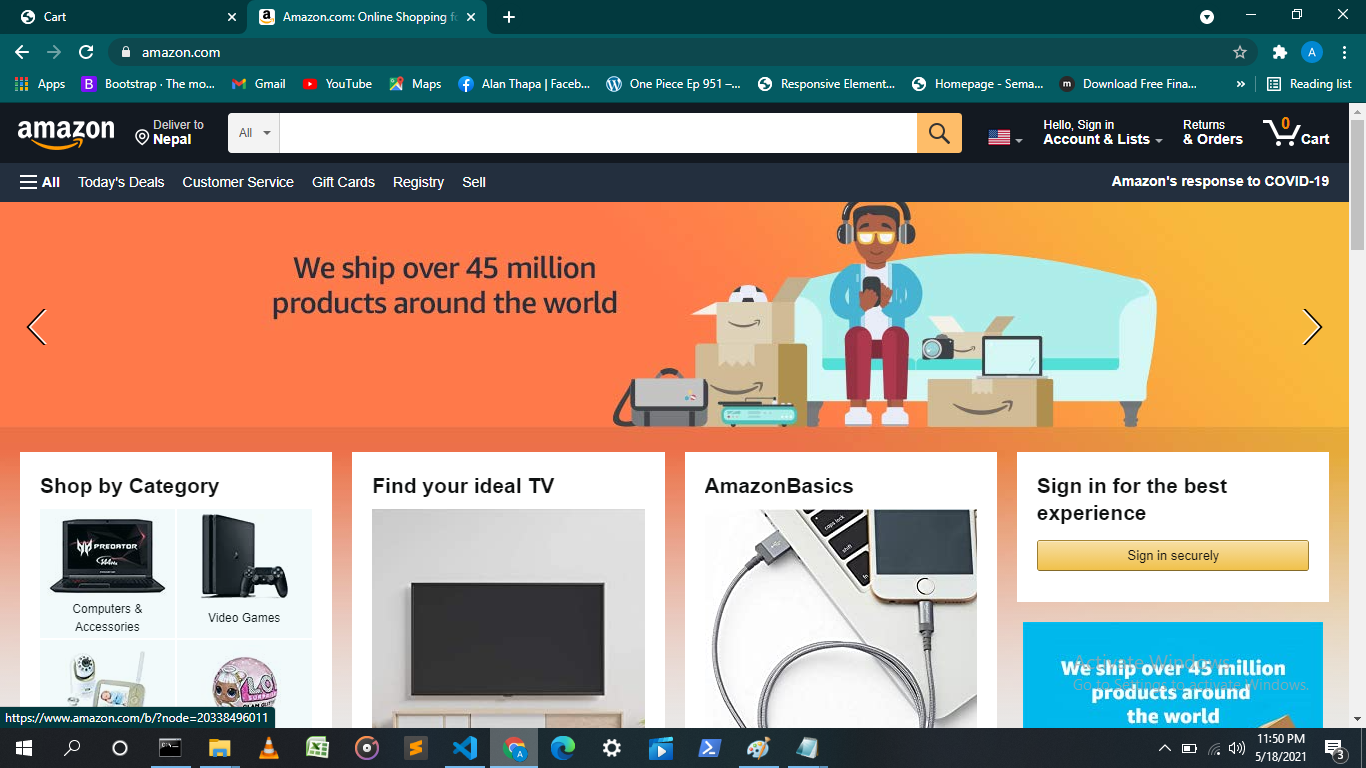 Cart
Amazon.com: Online Shopping fo
amazon.com
A
Apps
B Bootstrap · The mo...
Gmail
YouTube
Maps
Alan Thapa | Faceb...
One Piece Ep 951 –...
Responsive Element...
Homepage - Sema...
m Download Free Fina...
»
Reading list
amazon
Deliver to
Nepal
All
Hello, Sign in
Account & Lists
Returns
& Orders
0
Cart
All
Today's Deals
Customer Service
Gift Cards
Registry
Sell
Amazon's response to COVID-19
We ship over 45 million
products around the world
Shop by Category
PREDATOR
Computers &
Accessories
Video Games
Find your ideal TV
AmazonBasics
caps lock
shift
fn
Sign in for the best
experience
Sign in securely
We ship over 45 million
products around
the world
Activate Windows
Go to Settings to activate Windows.
https://www.amazon.com/b/?node=20338496011
11:50 PM
5/18/2021
3